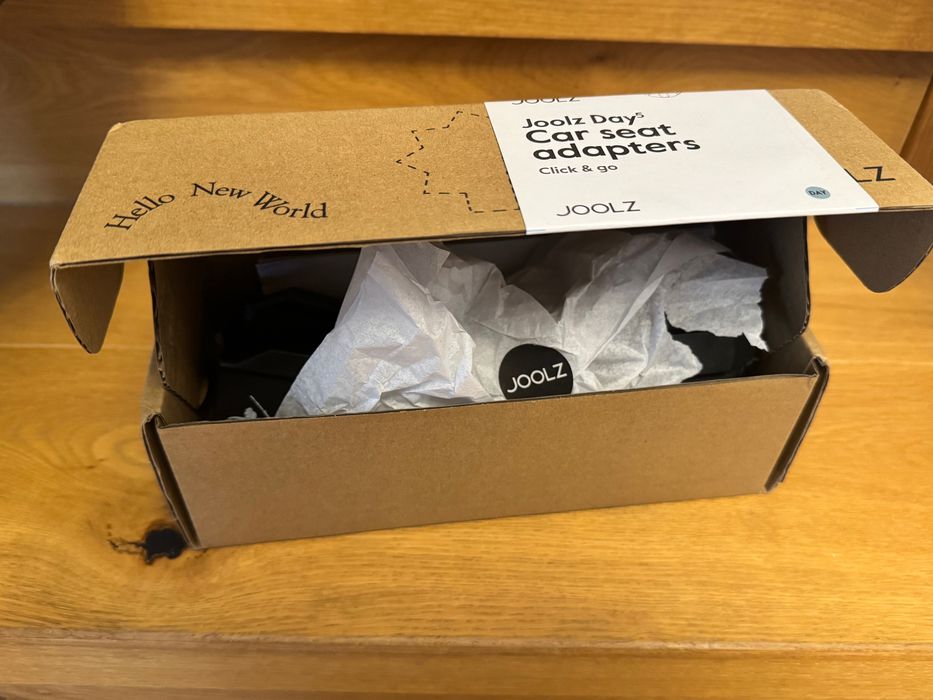 JOOLZ
Joolz Day⁵
Car seat
adapters
Click & go
JOOLZ
DAY
Hello New World
JOOLZ